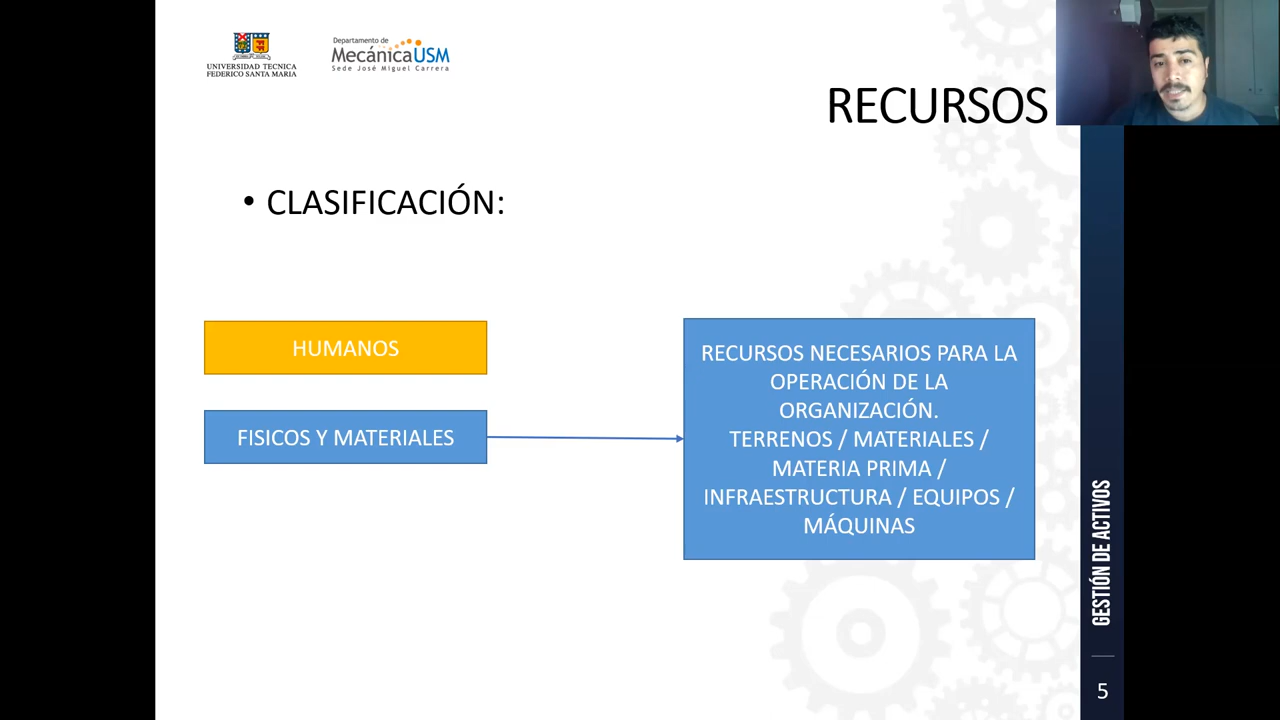 UNIVERSIDAD TECNICA
FEDERICO SANTA MARIA
Departamento de
MecánicaUSM
Sede José Miguel Carrera
RECURSOS
• CLASIFICACIÓN:
HUMANOS
FISICOS Y MATERIALES
RECURSOS NECESARIOS PARA LA
OPERACIÓN DE LA
ORGANIZACIÓN.
TERRENOS / MATERIALES /
MATERIA PRIMA /
INFRAESTRUCTURA / EQUIPOS /
MÁQUINAS
GESTIÓN DE ACTIVOS
5